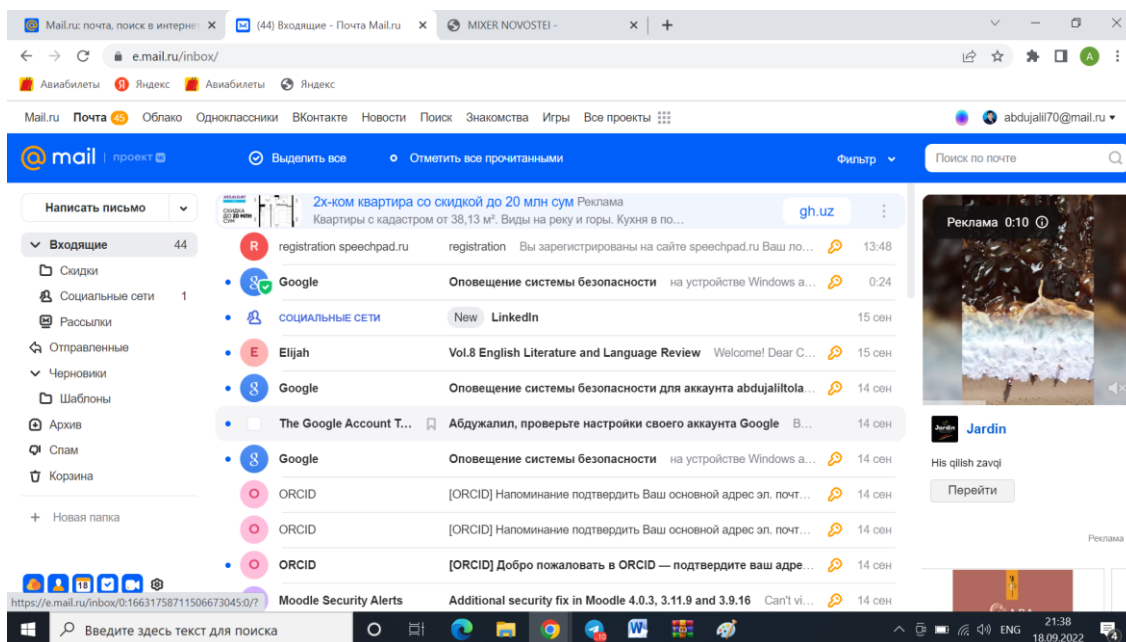 Mail.ru: почта, поиск в интернет
(44) Входящие - Почта Mail.ru
MIXER NOVOSTEI -
e.mail.ru/inbox/
A
Авиабилеты Яндекс Авиабилеты Яндекс
Mail.ru Почта 45 Облако Одноклассники ВКонтакте Новости Поиск Знакомства Игры Все проекты abdujalil70@mail.ru
@ mail проект Выделить все Отметить все прочитанными Фильтр Поиск по почте
Написать письмо
Входящие 44
Скидки
Социальные сети 1
Рассылки
Отправленные
Черновики
Шаблоны
Архив
Спам
Корзина
+ Новая папка
18
https://e.mail.ru/inbox/0:16631758711506673045:0/?
2х-ком квартира со скидкой до 20 млн сум Реклама
Квартиры с кадастром от 38,13 м². Виды на реку и горы. Кухня в по...
gh.uz
R registration speechpad.ru registration Вы зарегистрированы на сайте speechpad.ru Ваш ло... 13:48
Google Оповещение системы безопасности на устройстве Windows a... 0:24
СОЦИАЛЬНЫЕ СЕТИ New LinkedIn 15 сен
E Elijah Vol.8 English Literature and Language Review Welcome! Dear C... 15 сен
Google Оповещение системы безопасности для аккаунта abdujaliltola... 14 сен
The Google Account T... Абдужалил, проверьте настройки своего аккаунта Google В... 14 сен
Google Оповещение системы безопасности на устройстве Windows a... 14 сен
O ORCID [ORCID] Напоминание подтвердить Ваш основной адрес эл. почт... 14 сен
O ORCID [ORCID] Напоминание подтвердить Ваш основной адрес эл. почт... 14 сен
O ORCID [ORCID] Добро пожаловать в ORCID — подтвердите ваш адре... 14 сен
Moodle Security Alerts Additional security fix in Moodle 4.0.3, 3.11.9 and 3.9.16 Can't vi... 14 сен
Реклама 0:10
Jardin
Jardin
His qilish zavqi
Перейти
Реклама
Введите здесь текст для поиска
ENG
21:38
18.09.2022